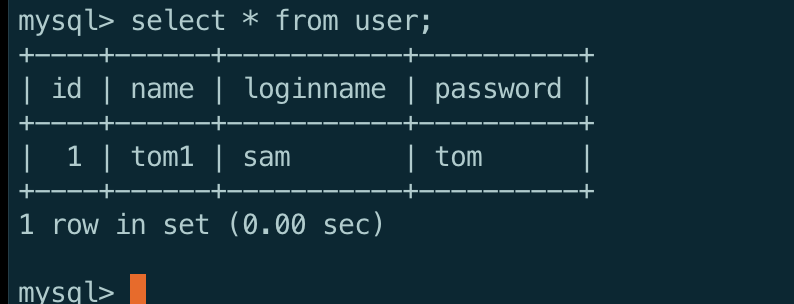 mysql> select * from user;
+----+------+-----------+----------+
| id | name | loginname | password |
+----+------+-----------+----------+
|  1 | tom1 | sam       | tom      |
+----+------+-----------+----------+
1 row in set (0.00 sec)
mysql>